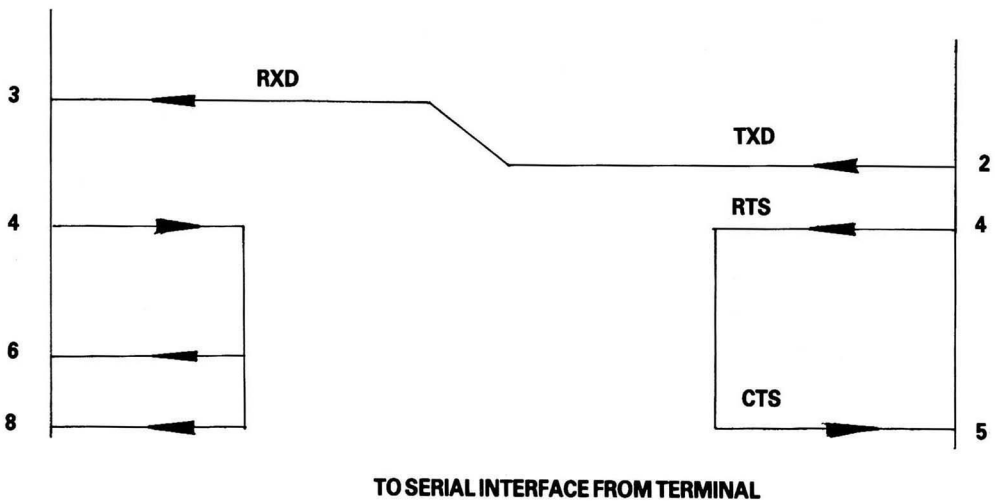 3
RXD
TXD
2
4
RTS
4
6
8
CTS
5
TO SERIAL INTERFACE FROM TERMINAL